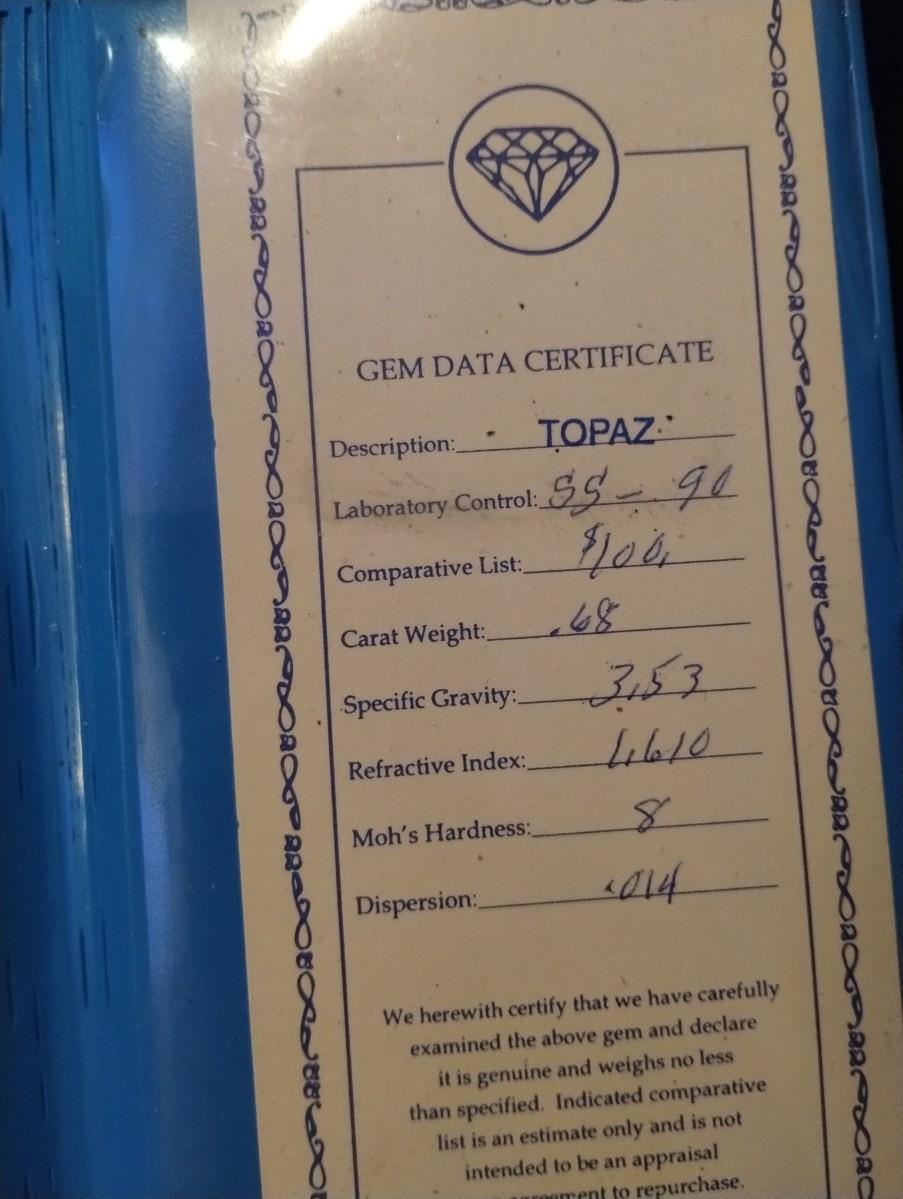 GEM DATA CERTIFICATE
Description: TOPAZ
Laboratory Control: SS - 90
Comparative List: $100,
Carat Weight: .68
Specific Gravity: 3.53
Refractive Index: 1.610
Moh's Hardness: 8
Dispersion: .014
We herewith certify that we have carefully
examined the above gem and declare
it is genuine and weighs no less
than specified. Indicated comparative
list is an estimate only and is not
intended to be an appraisal
to repurchase.